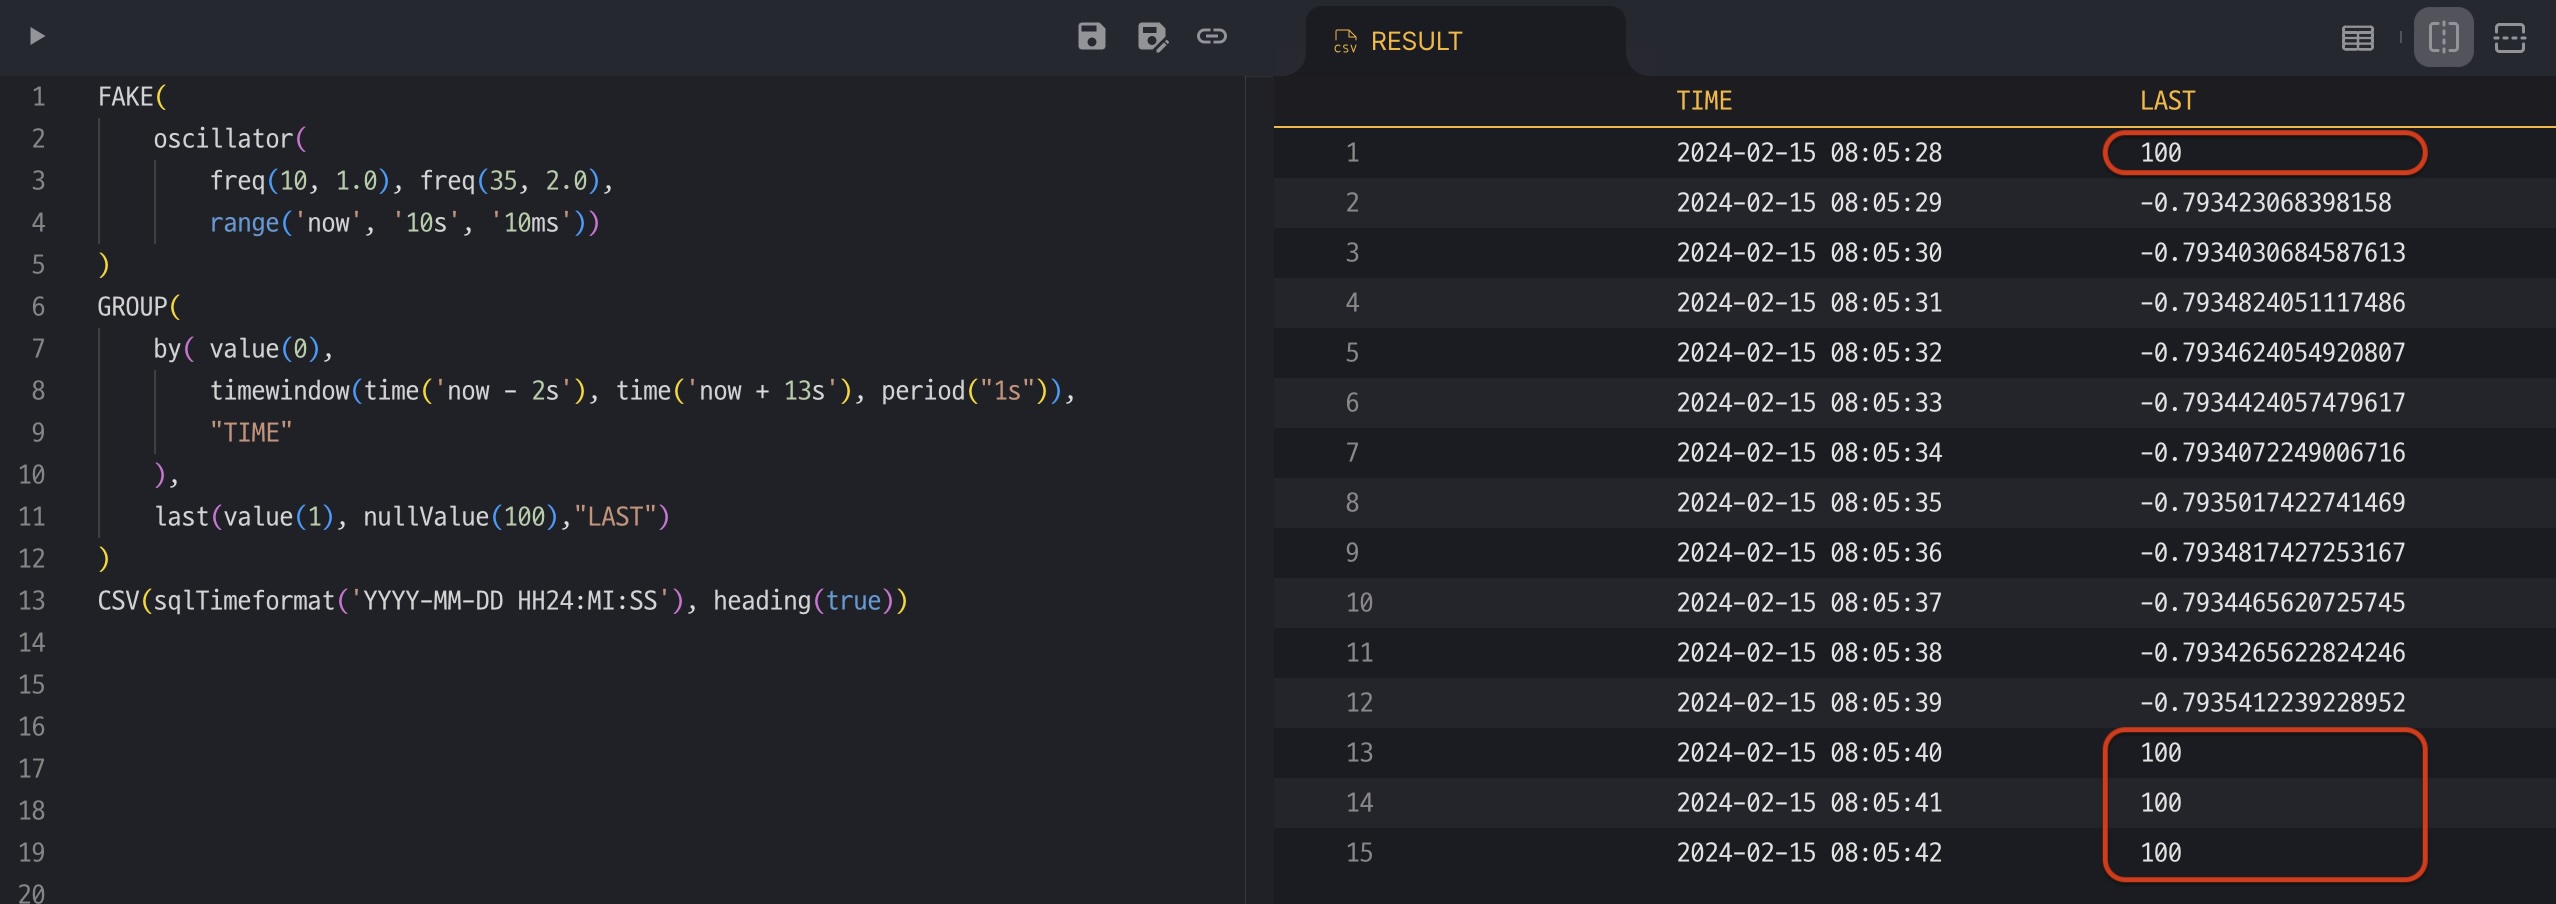 CSV RESULT
1 FAKE(
2 oscillator(
3 freq(10, 1.0), freq(35, 2.0),
4 range('now', '10s', '10ms'))
5 )
6 GROUP(
7 by( value(0),
8 timewindow(time('now - 2s'), time('now + 13s'), period("1s")),
9 "TIME"
10 ),
11 last(value(1), nullValue(100),"LAST")
12 )
13 CSV(sqlTimeformat('YYYY-MM-DD HH24:MI:SS'), heading(true))
14
15
16
17
18
19
20
TIME LAST
1 2024-02-15 08:05:28 100
2 2024-02-15 08:05:29 -0.793423068398158
3 2024-02-15 08:05:30 -0.7934030684587613
4 2024-02-15 08:05:31 -0.7934824051117486
5 2024-02-15 08:05:32 -0.7934624054920807
6 2024-02-15 08:05:33 -0.7934424057479617
7 2024-02-15 08:05:34 -0.7934072249006716
8 2024-02-15 08:05:35 -0.7935017422741469
9 2024-02-15 08:05:36 -0.7934817427253167
10 2024-02-15 08:05:37 -0.7934465620725745
11 2024-02-15 08:05:38 -0.7934265622824246
12 2024-02-15 08:05:39 -0.7935412239228952
13 2024-02-15 08:05:40 100
14 2024-02-15 08:05:41 100
15 2024-02-15 08:05:42 100